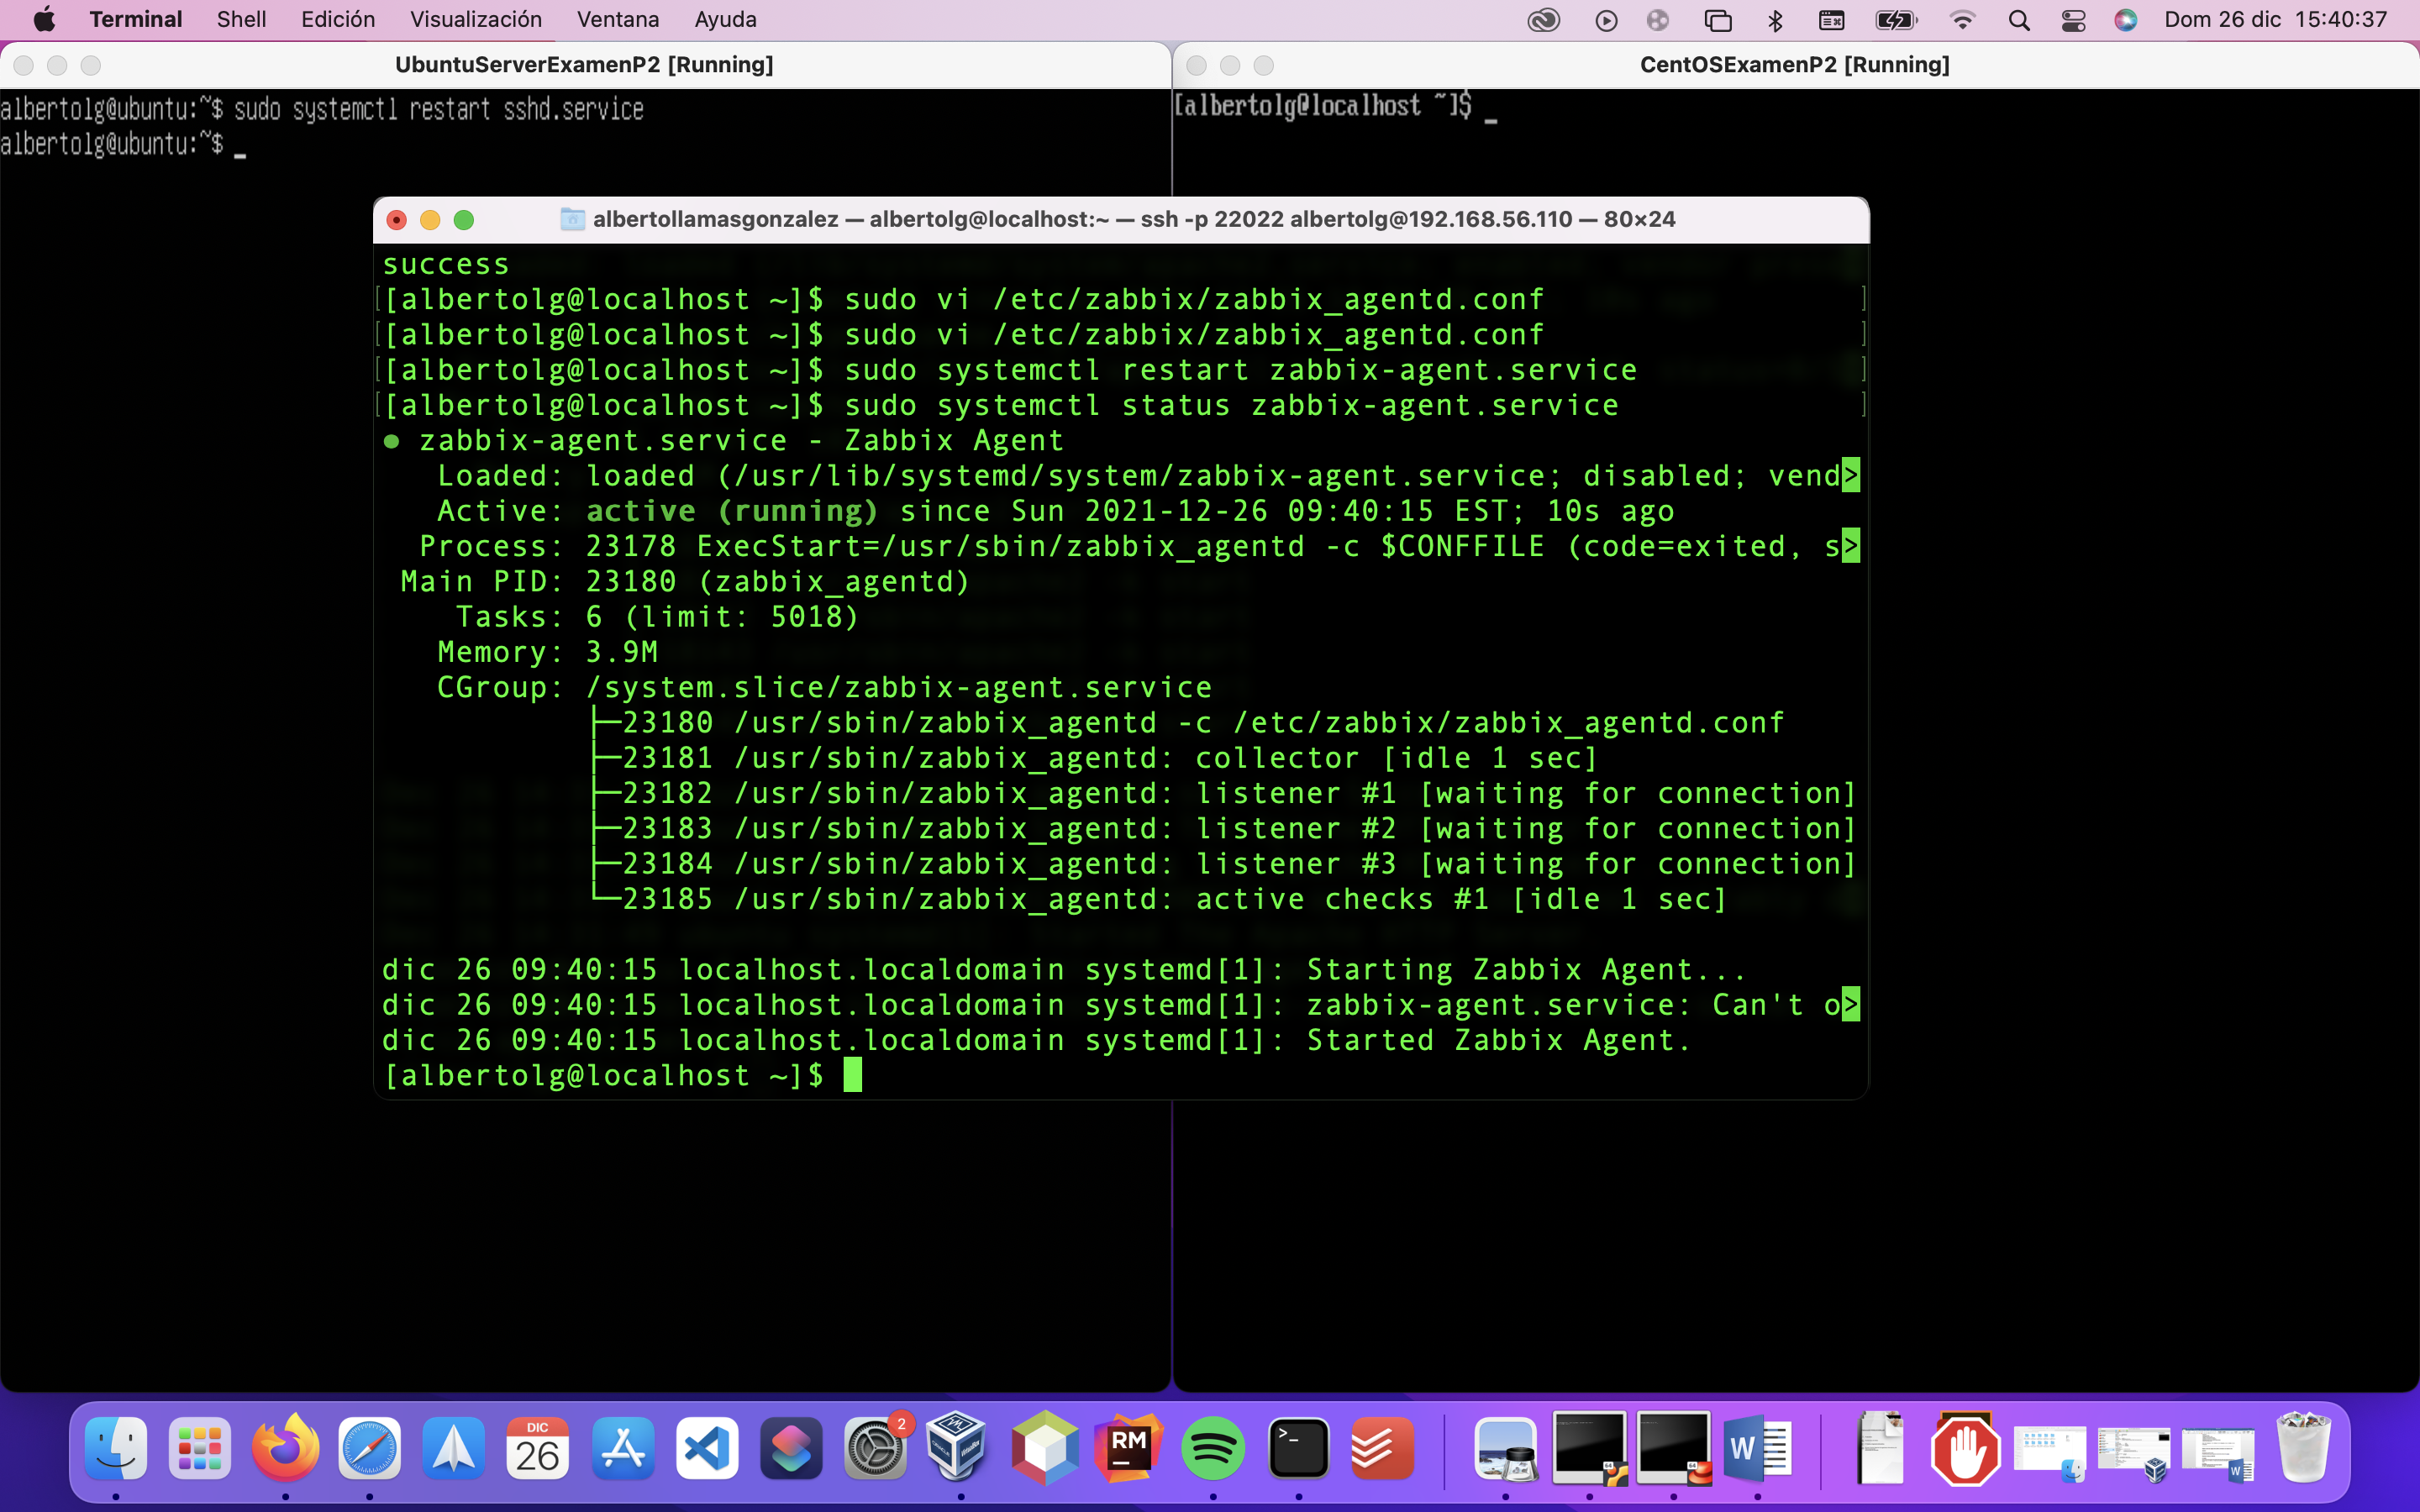 Terminal Shell Edición Visualización Ventana Ayuda Dom 26 dic 15:40:37
UbuntuServerExamenP2 [Running]
albertolg@ubuntu:~$ sudo systemctl restart sshd.service
albertolg@ubuntu:~$ _
CentOSExamenP2 [Running]
[albertolg@localhost ~]$ _
albertollamasgonzalez — albertolg@localhost:~ — ssh -p 22022 albertolg@192.168.56.110 — 80×24
success
[[albertolg@localhost ~]$ sudo vi /etc/zabbix/zabbix_agentd.conf ]
[[albertolg@localhost ~]$ sudo vi /etc/zabbix/zabbix_agentd.conf ]
[[albertolg@localhost ~]$ sudo systemctl restart zabbix-agent.service ]
[[albertolg@localhost ~]$ sudo systemctl status zabbix-agent.service ]
● zabbix-agent.service - Zabbix Agent
Loaded: loaded (/usr/lib/systemd/system/zabbix-agent.service; disabled; vend>
Active: active (running) since Sun 2021-12-26 09:40:15 EST; 10s ago
Process: 23178 ExecStart=/usr/sbin/zabbix_agentd -c $CONFFILE (code=exited, s>
Main PID: 23180 (zabbix_agentd)
Tasks: 6 (limit: 5018)
Memory: 3.9M
CGroup: /system.slice/zabbix-agent.service
├─23180 /usr/sbin/zabbix_agentd -c /etc/zabbix/zabbix_agentd.conf
├─23181 /usr/sbin/zabbix_agentd: collector [idle 1 sec]
├─23182 /usr/sbin/zabbix_agentd: listener #1 [waiting for connection]
├─23183 /usr/sbin/zabbix_agentd: listener #2 [waiting for connection]
├─23184 /usr/sbin/zabbix_agentd: listener #3 [waiting for connection]
└─23185 /usr/sbin/zabbix_agentd: active checks #1 [idle 1 sec]
dic 26 09:40:15 localhost.localdomain systemd[1]: Starting Zabbix Agent...
dic 26 09:40:15 localhost.localdomain systemd[1]: zabbix-agent.service: Can't o>
dic 26 09:40:15 localhost.localdomain systemd[1]: Started Zabbix Agent.
[albertolg@localhost ~]$
DIC
26
2
RM
>_
W